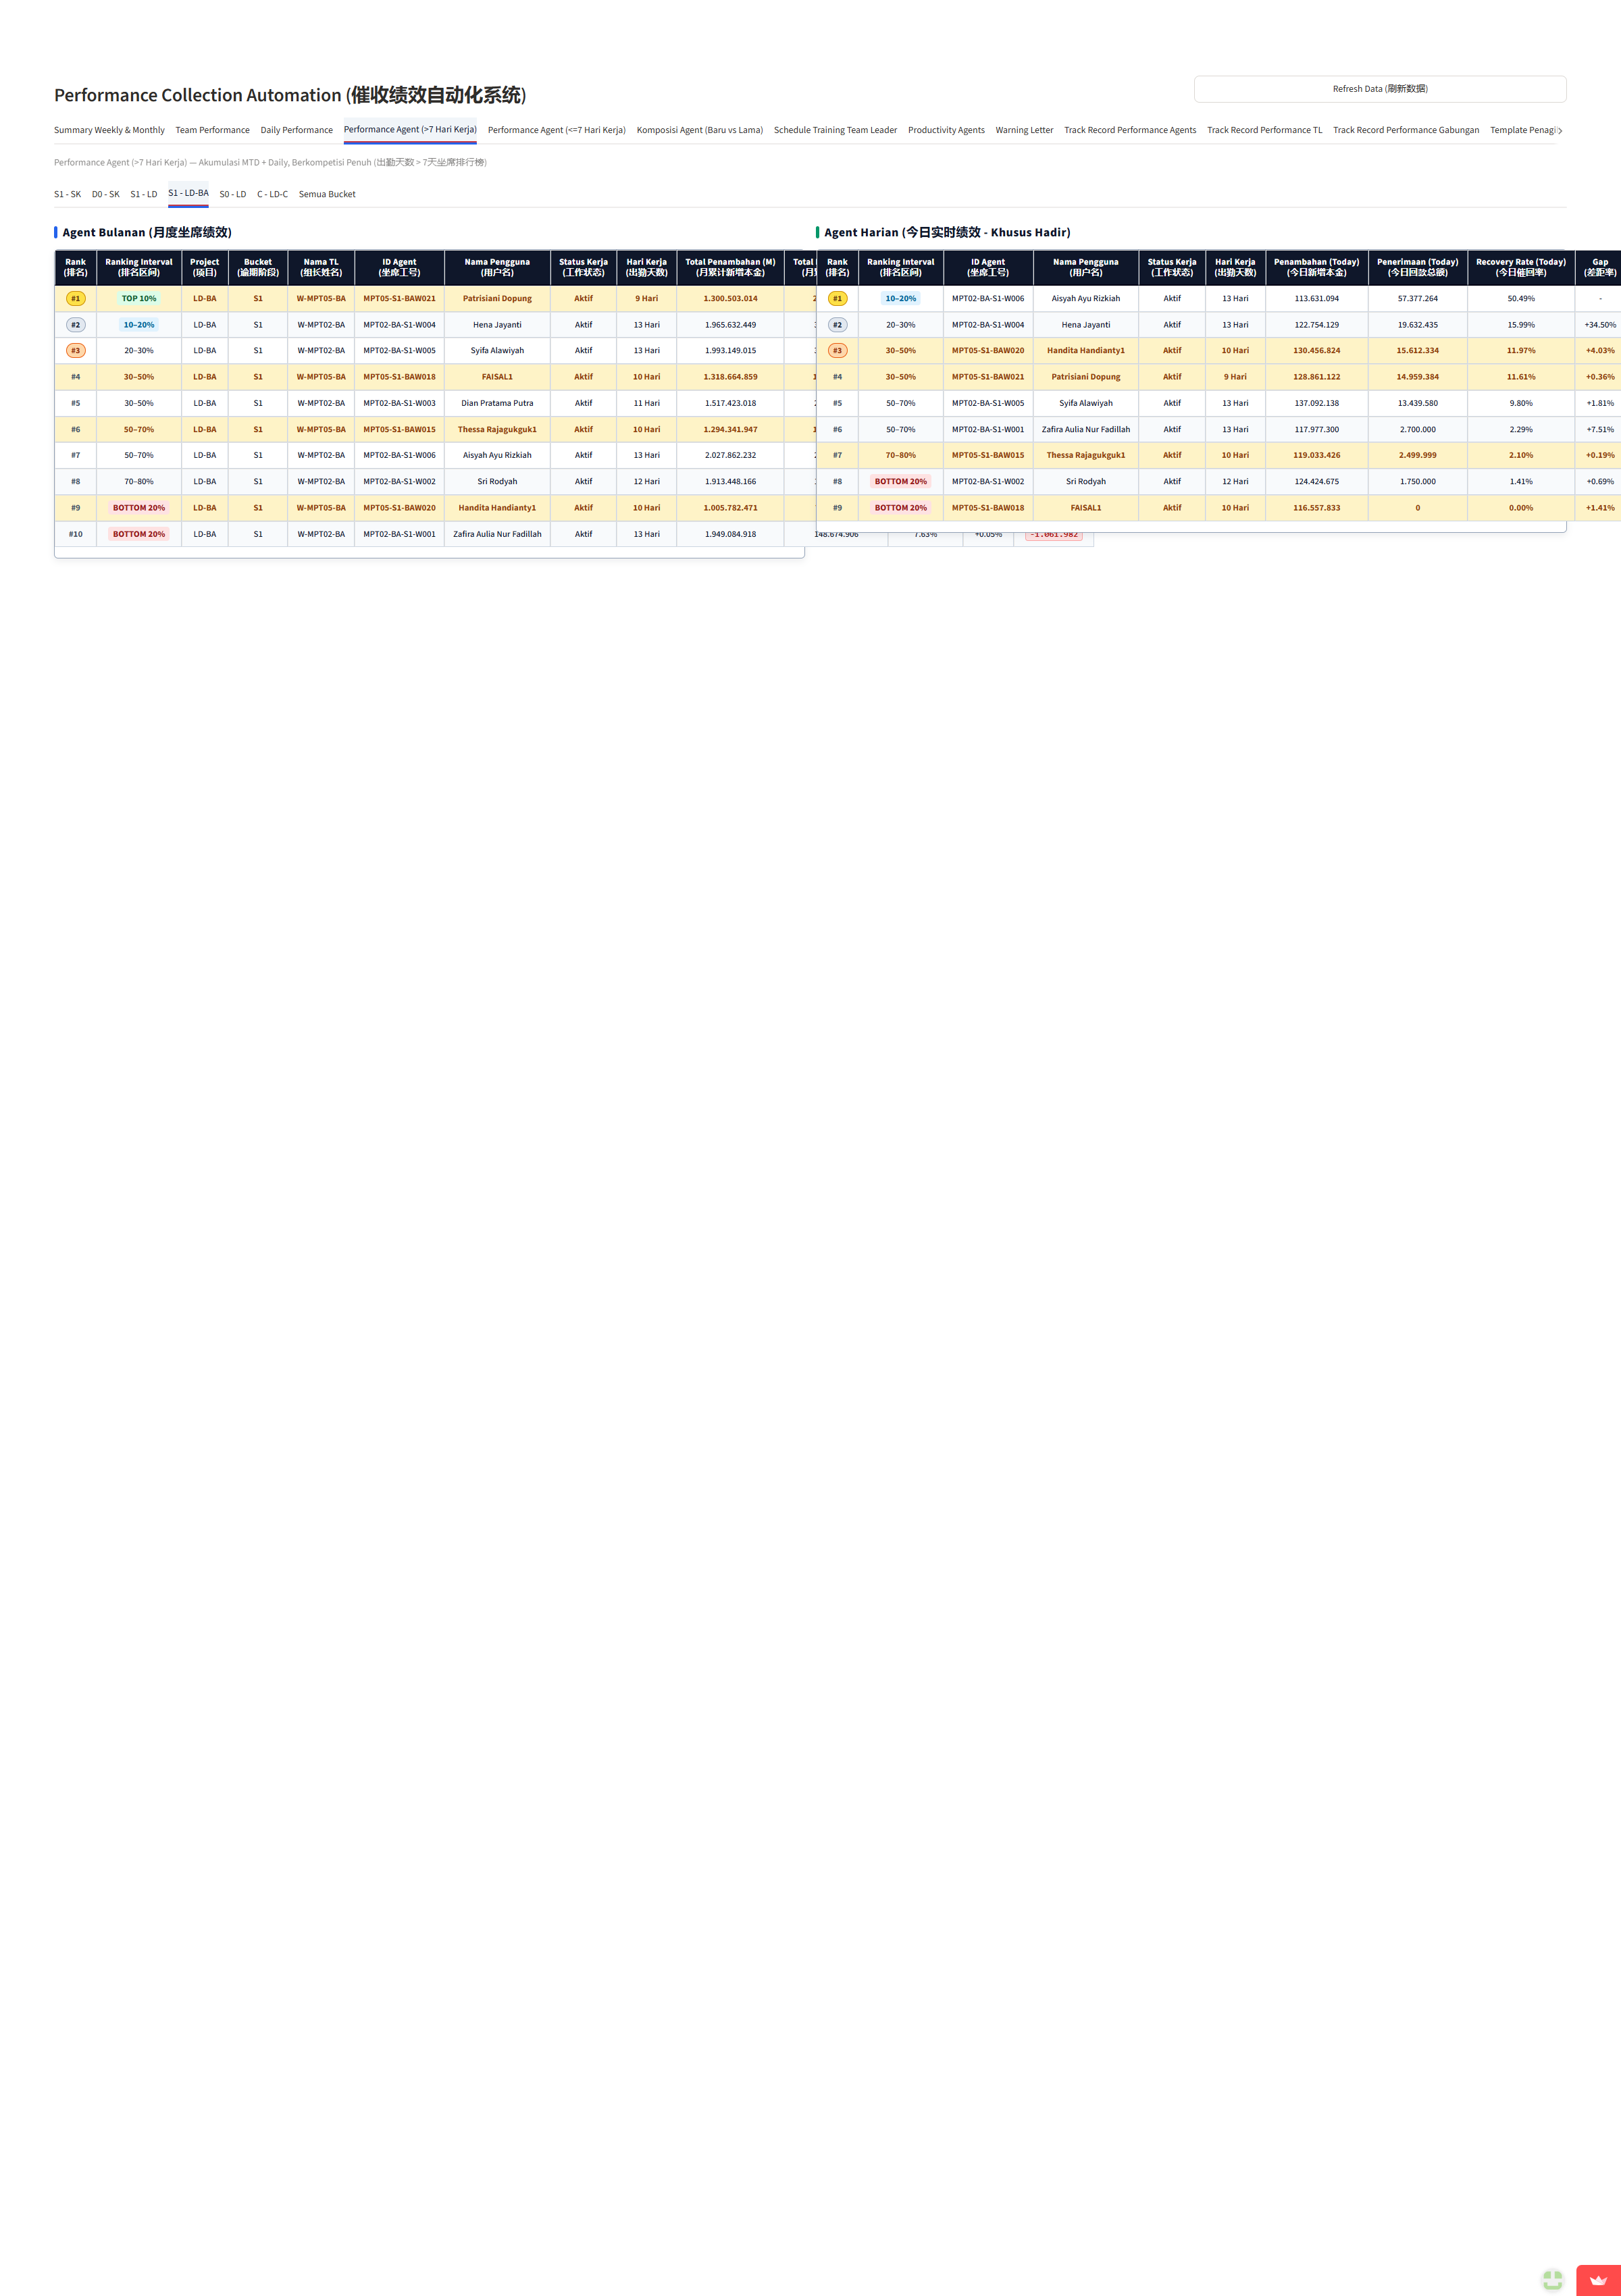 Performance Collection Automation (催收绩效自动化系统)
Refresh Data (刷新数据)
Summary Weekly & Monthly Team Performance Daily Performance Performance Agent (>7 Hari Kerja) Performance Agent (<=7 Hari Kerja) Komposisi Agent (Baru vs Lama) Schedule Training Team Leader Productivity Agents Warning Letter Track Record Performance Agents Track Record Performance TL Track Record Performance Gabungan Template Penagi
Performance Agent (>7 Hari Kerja) — Akumulasi MTD + Daily, Berkompetisi Penuh (出勤天数 > 7天坐席排行榜)
S1 - SK D0 - SK S1 - LD S1 - LD-BA S0 - LD C - LD-C Semua Bucket
Agent Bulanan (月度坐席绩效)
Rank Ranking Interval Project Bucket Nama TL ID Agent Nama Pengguna Status Kerja Hari Kerja Total Penambahan (M) Total
(排名) (排名区间) (项目) (逾期阶段) (组长姓名) (坐席工号) (用户名) (工作状态) (出勤天数) (月累计新增本金)
#1 TOP 10% LD-BA S1 W-MPT05-BA MPT05-S1-BAW021 Patrisiani Dopung Aktif 9 Hari 1.300.503.014
#2 10–20% LD-BA S1 W-MPT02-BA MPT02-BA-S1-W004 Hena Jayanti Aktif 13 Hari 1.965.632.449
#3 20–30% LD-BA S1 W-MPT02-BA MPT02-BA-S1-W005 Syifa Alawiyah Aktif 13 Hari 1.993.149.015
#4 30–50% LD-BA S1 W-MPT05-BA MPT05-S1-BAW018 FAISAL1 Aktif 10 Hari 1.318.664.859
#5 30–50% LD-BA S1 W-MPT02-BA MPT02-BA-S1-W003 Dian Pratama Putra Aktif 11 Hari 1.517.423.018
#6 50–70% LD-BA S1 W-MPT05-BA MPT05-S1-BAW015 Thessa Rajagukguk1 Aktif 10 Hari 1.294.341.947
#7 50–70% LD-BA S1 W-MPT02-BA MPT02-BA-S1-W006 Aisyah Ayu Rizkiah Aktif 13 Hari 2.027.862.232
#8 70–80% LD-BA S1 W-MPT02-BA MPT02-BA-S1-W002 Sri Rodyah Aktif 12 Hari 1.913.448.166
#9 BOTTOM 20% LD-BA S1 W-MPT05-BA MPT05-S1-BAW020 Handita Handianty1 Aktif 10 Hari 1.005.782.471
#10 BOTTOM 20% LD-BA S1 W-MPT02-BA MPT02-BA-S1-W001 Zafira Aulia Nur Fadillah Aktif 13 Hari 1.949.084.918 148.674.906 7.63% +0.05% -1.061.982
Agent Harian (今日实时绩效 - Khusus Hadir)
Rank Ranking Interval ID Agent Nama Pengguna Status Kerja Hari Kerja Penambahan (Today) Penerimaan (Today) Recovery Rate (Today) Gap
(排名) (排名区间) (坐席工号) (用户名) (工作状态) (出勤天数) (今日新增本金) (今日回款总额) (今日催回率) (差距率)
#1 10–20% MPT02-BA-S1-W006 Aisyah Ayu Rizkiah Aktif 13 Hari 113.631.094 57.377.264 50.49% -
#2 20–30% MPT02-BA-S1-W004 Hena Jayanti Aktif 13 Hari 122.754.129 19.632.435 15.99% +34.50%
#3 30–50% MPT05-S1-BAW020 Handita Handianty1 Aktif 10 Hari 130.456.824 15.612.334 11.97% +4.03%
#4 30–50% MPT05-S1-BAW021 Patrisiani Dopung Aktif 9 Hari 128.861.122 14.959.384 11.61% +0.36%
#5 50–70% MPT02-BA-S1-W005 Syifa Alawiyah Aktif 13 Hari 137.092.138 13.439.580 9.80% +1.81%
#6 50–70% MPT02-BA-S1-W001 Zafira Aulia Nur Fadillah Aktif 13 Hari 117.977.300 2.700.000 2.29% +7.51%
#7 70–80% MPT05-S1-BAW015 Thessa Rajagukguk1 Aktif 10 Hari 119.033.426 2.499.999 2.10% +0.19%
#8 BOTTOM 20% MPT02-BA-S1-W002 Sri Rodyah Aktif 12 Hari 124.424.675 1.750.000 1.41% +0.69%
#9 BOTTOM 20% MPT05-S1-BAW018 FAISAL1 Aktif 10 Hari 116.557.833 0 0.00% +1.41%